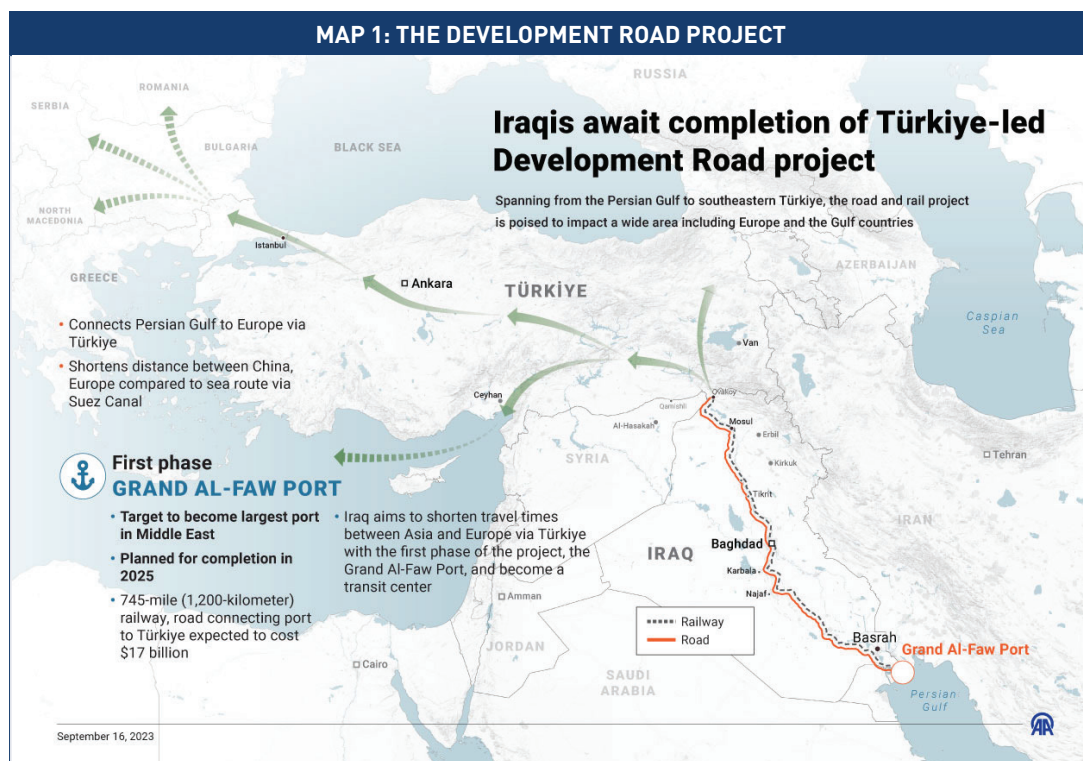 MAP 1: THE DEVELOPMENT ROAD PROJECT
RUSSIA
ROMANIA
SERBIA
BULGARIA
BLACK SEA
Iraqis await completion of Türkiye-led
Development Road project
Spanning from the Persian Gulf to southeastern Türkiye, the road and rail project
is poised to impact a wide area including Europe and the Gulf countries
NORTH
MACEDONIA
Istanbul
GREECE
Ankara
TÜRKİYE
AZERBAIJAN
Caspian
Sea
Van
• Connects Persian Gulf to Europe via
Türkiye
• Shortens distance between China,
Europe compared to sea route via
Suez Canal
Ceyhan
Ovakoy
Qamishli
Al-Hasakah
Mosul
Erbil
Kirkuk
Tehran
SYRIA
Tikrit
IRAN
First phase
GRAND AL-FAW PORT
• Target to become largest port
in Middle East
• Planned for completion in
2025
• 745-mile (1,200-kilometer)
railway, road connecting port
to Türkiye expected to cost
$17 billion
• Iraq aims to shorten travel times
between Asia and Europe via Türkiye
with the first phase of the project, the
Grand Al-Faw Port, and become a
transit center
IRAQ
Baghdad
Karbala
Najaf
Amman
JORDAN
Cairo
Railway
Road
Basrah
Grand Al-Faw Port
SAUDI
ARABIA
Persian
Gulf
September 16, 2023
AA